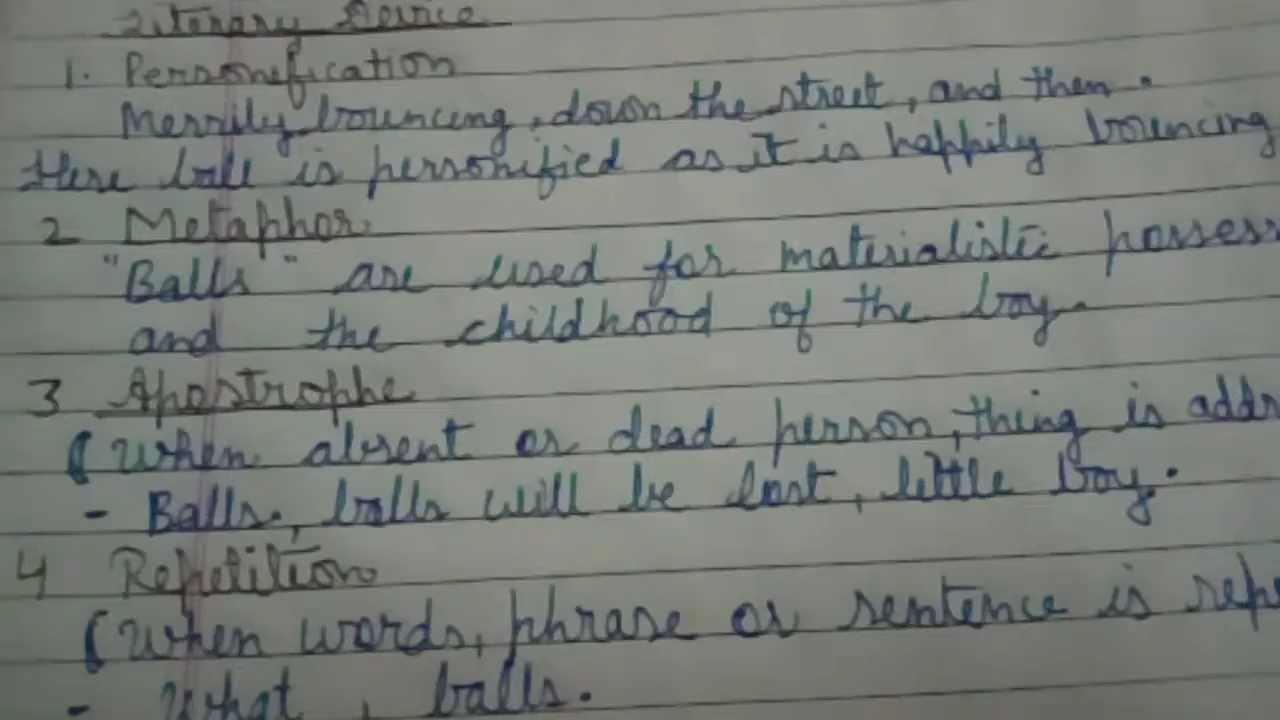 Literary Device
1. Personification
Merrily bouncing, down the street, and then.
Here ball is personified as it is happily bouncing
2 Metaphor.
"Balls" are used for materialistic possess
and the childhood of the boy.
3 Apostrophe
(When absent or dead person, thing is addr
- Balls, balls will be lost, little boy.
4 Repetition
(When words, phrase or sentence is repe
- What, balls.